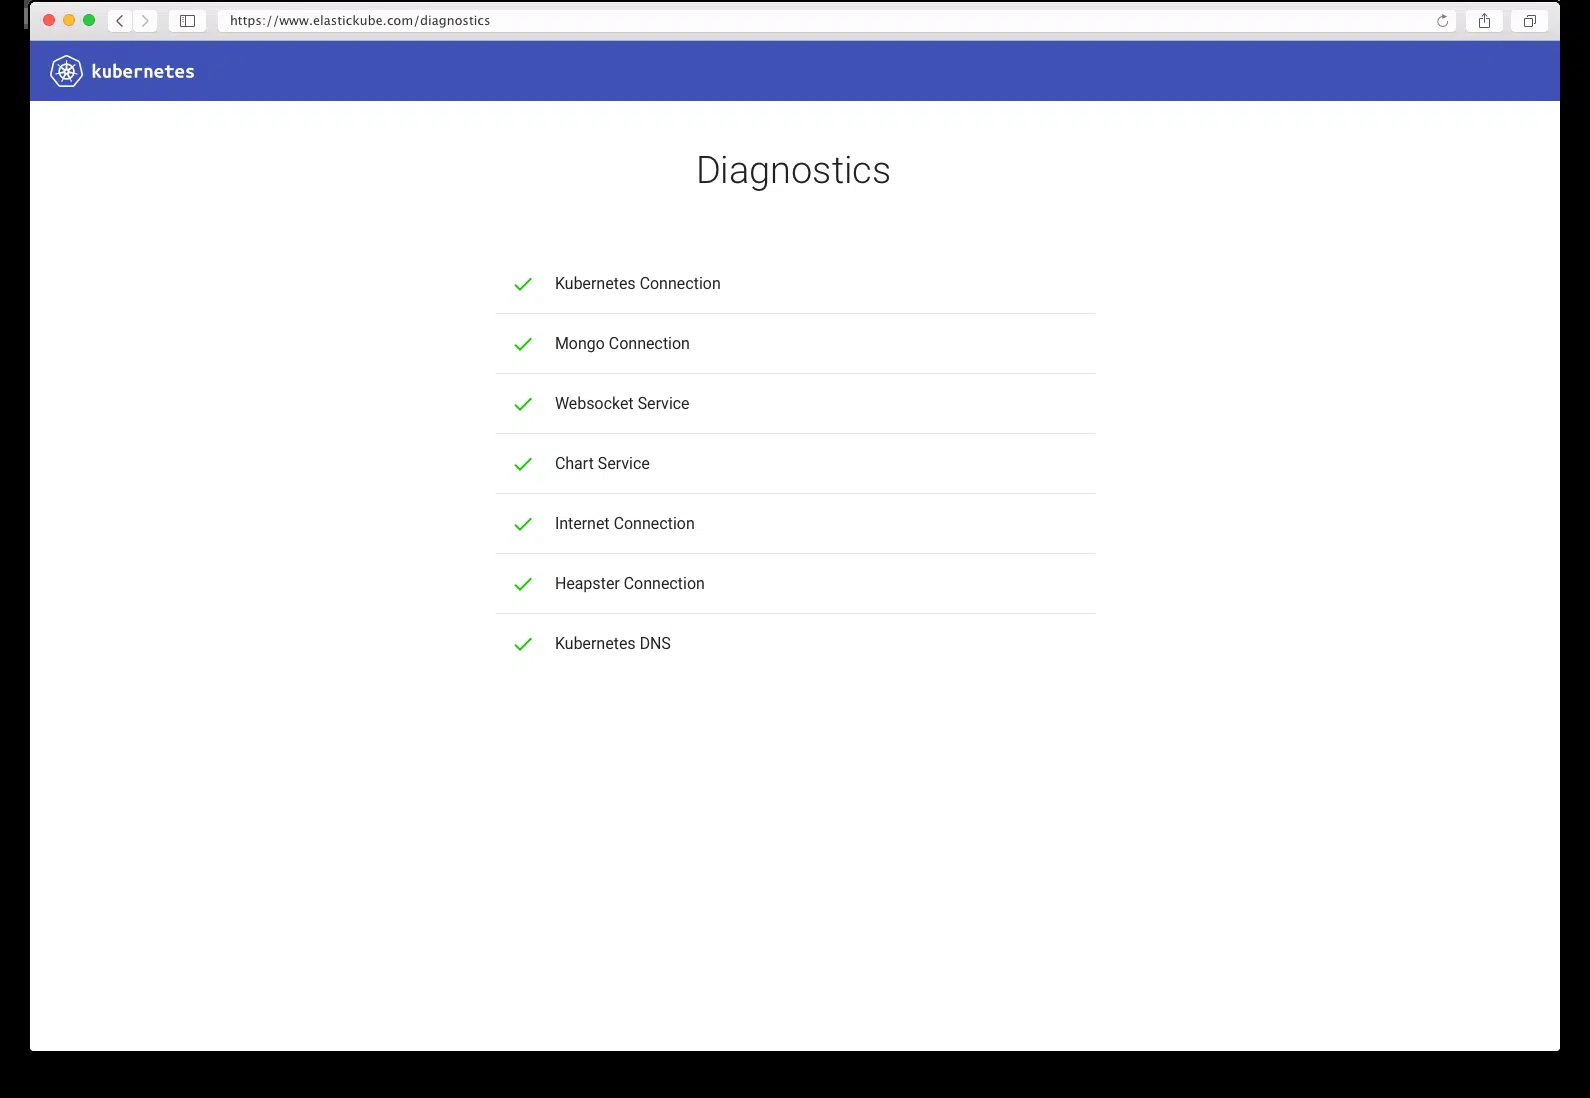 https://www.elastickube.com/diagnostics
kubernetes
Diagnostics
Kubernetes Connection
Mongo Connection
Websocket Service
Chart Service
Internet Connection
Heapster Connection
Kubernetes DNS